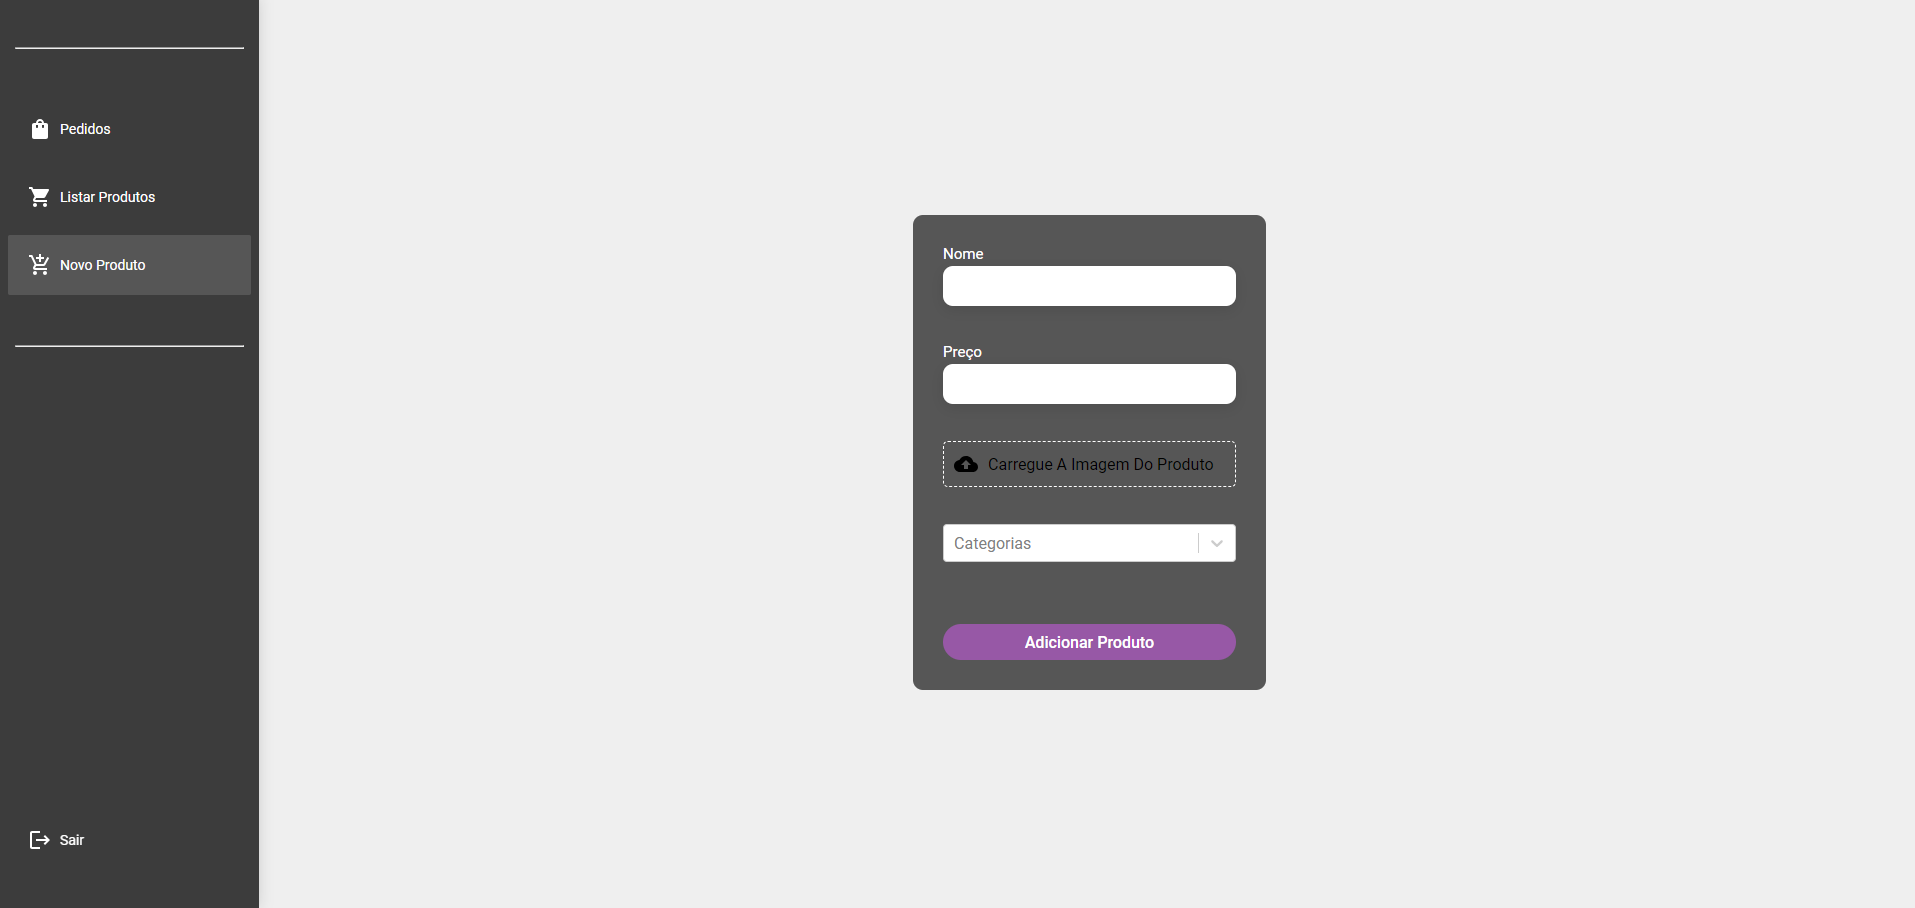 Pedidos
Listar Produtos
Novo Produto
Sair
Nome
Preço
Carregue A Imagem Do Produto
Categorias
Adicionar Produto